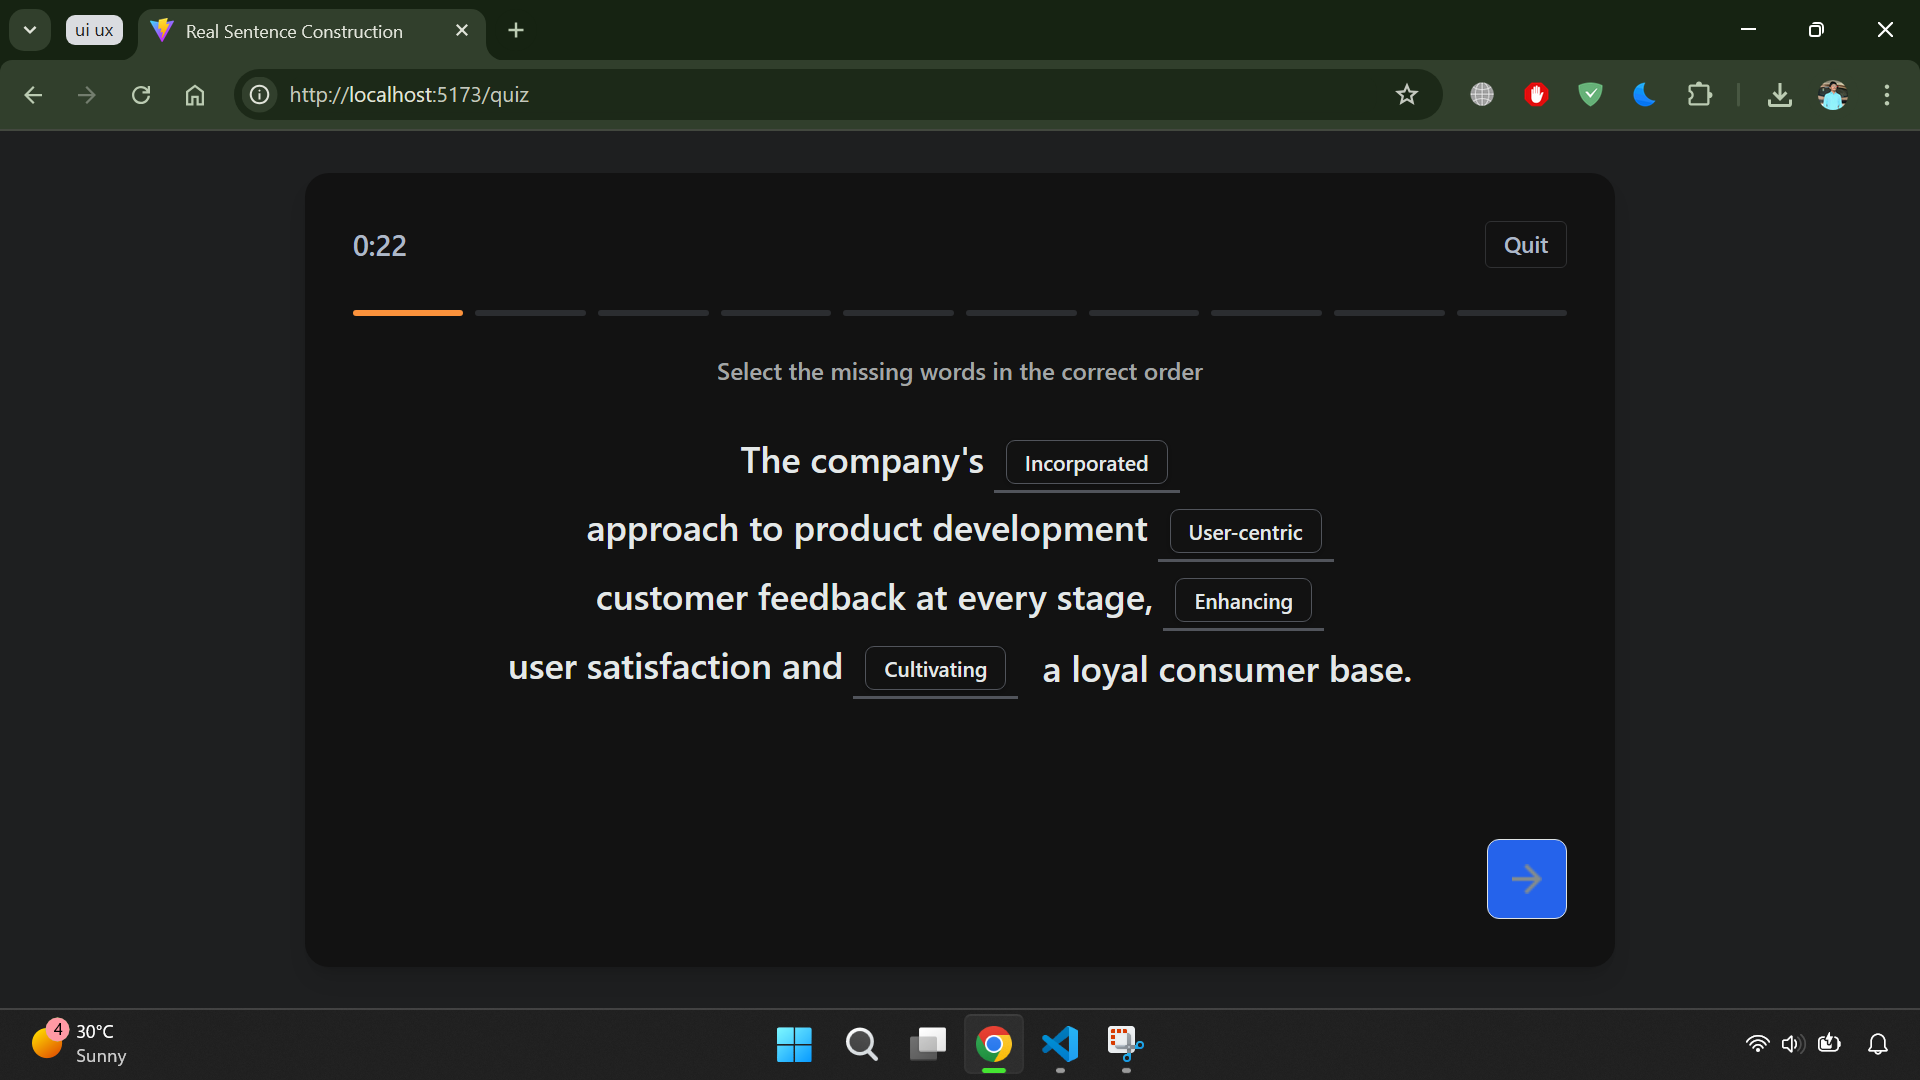 ui ux
Real Sentence Construction
http://localhost:5173/quiz
0:22
Quit
Select the missing words in the correct order
The company's Incorporated
approach to product development User-centric
customer feedback at every stage, Enhancing
user satisfaction and Cultivating a loyal consumer base.
4
30°C
Sunny